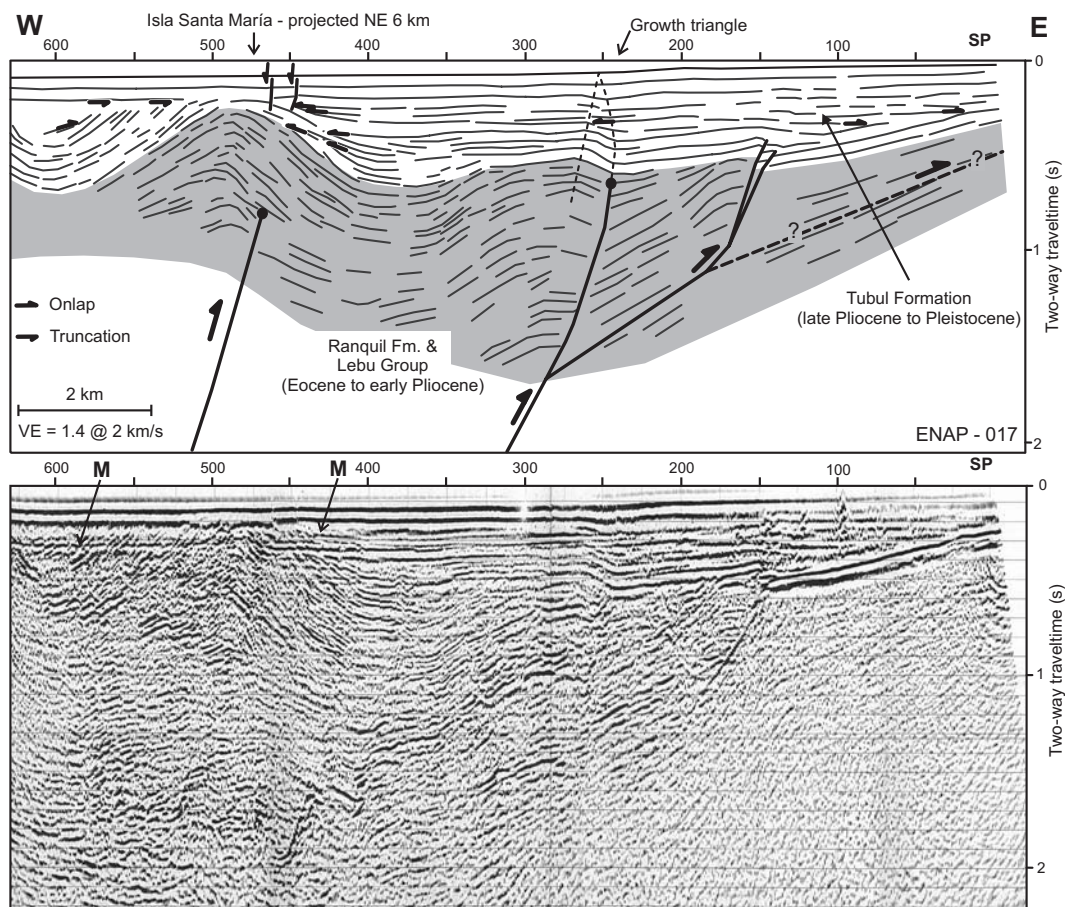 W
Isla Santa María - projected NE 6 km
Growth triangle
E
600
500
400
300
200
100
SP
0
1
2
Two-way traveltime (s)
?
?
Onlap
Truncation
Ranquil Fm. &
Lebu Group
(Eocene to early Pliocene)
Tubul Formation
(late Pliocene to Pleistocene)
2 km
VE = 1.4 @ 2 km/s
ENAP - 017
600
M
500
M
400
300
200
100
SP
0
1
2
Two-way traveltime (s)